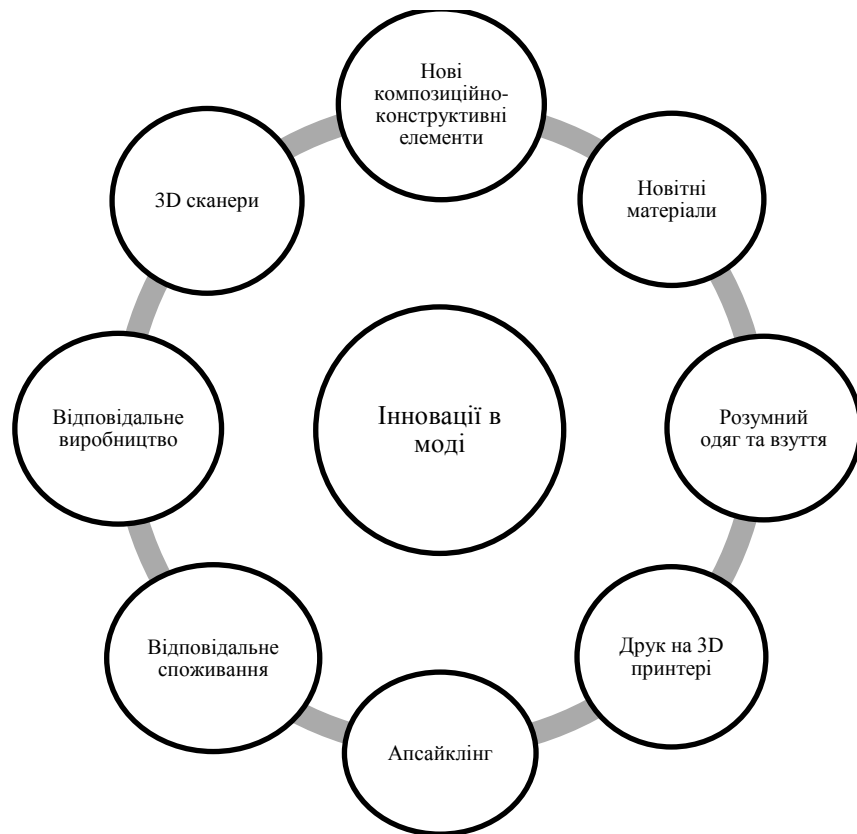 Нові
композиційно-
конструктивні
елементи
Новітні
матеріали
3D сканери
Інновації в
моді
Відповідальне
виробництво
Розумний
одяг та взуття
Відповідальне
споживання
Друк на 3D
принтері
Апсайклінг